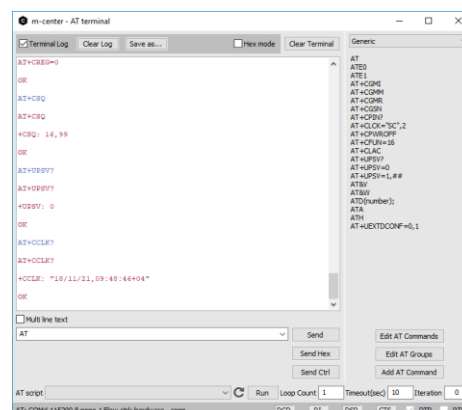 m-center - AT terminal
Terminal Log Clear Log Save as... Hex mode Clear Terminal Generic
AT+CREG=0
OK
AT+CSQ
AT+CSQ
+CSQ: 16,99
OK
AT+UPSV?
AT+UPSV?
+UPSV: 0
OK
AT+CCLK?
AT+CCLK?
+CCLK: "18/11/21,09:48:46+04"
OK
AT
ATE0
ATE1
AT+CGMI
AT+CGMM
AT+CGMR
AT+CGSN
AT+CPIN?
AT+CLCK="SC",2
AT+CPWROFF
AT+CFUN=16
AT+CLAC
AT+UPSV?
AT+UPSV=0
AT+UPSV=1,##
AT&V
AT&W
ATD(number);
ATA
ATH
AT+UEXTDCONF=0,1
Multi line text
AT Send
Send Hex
Send Ctrl
Edit AT Commands
Edit AT Groups
Add AT Command
AT script Run Loop Count 1 Timeout(sec) 10 Iteration 0